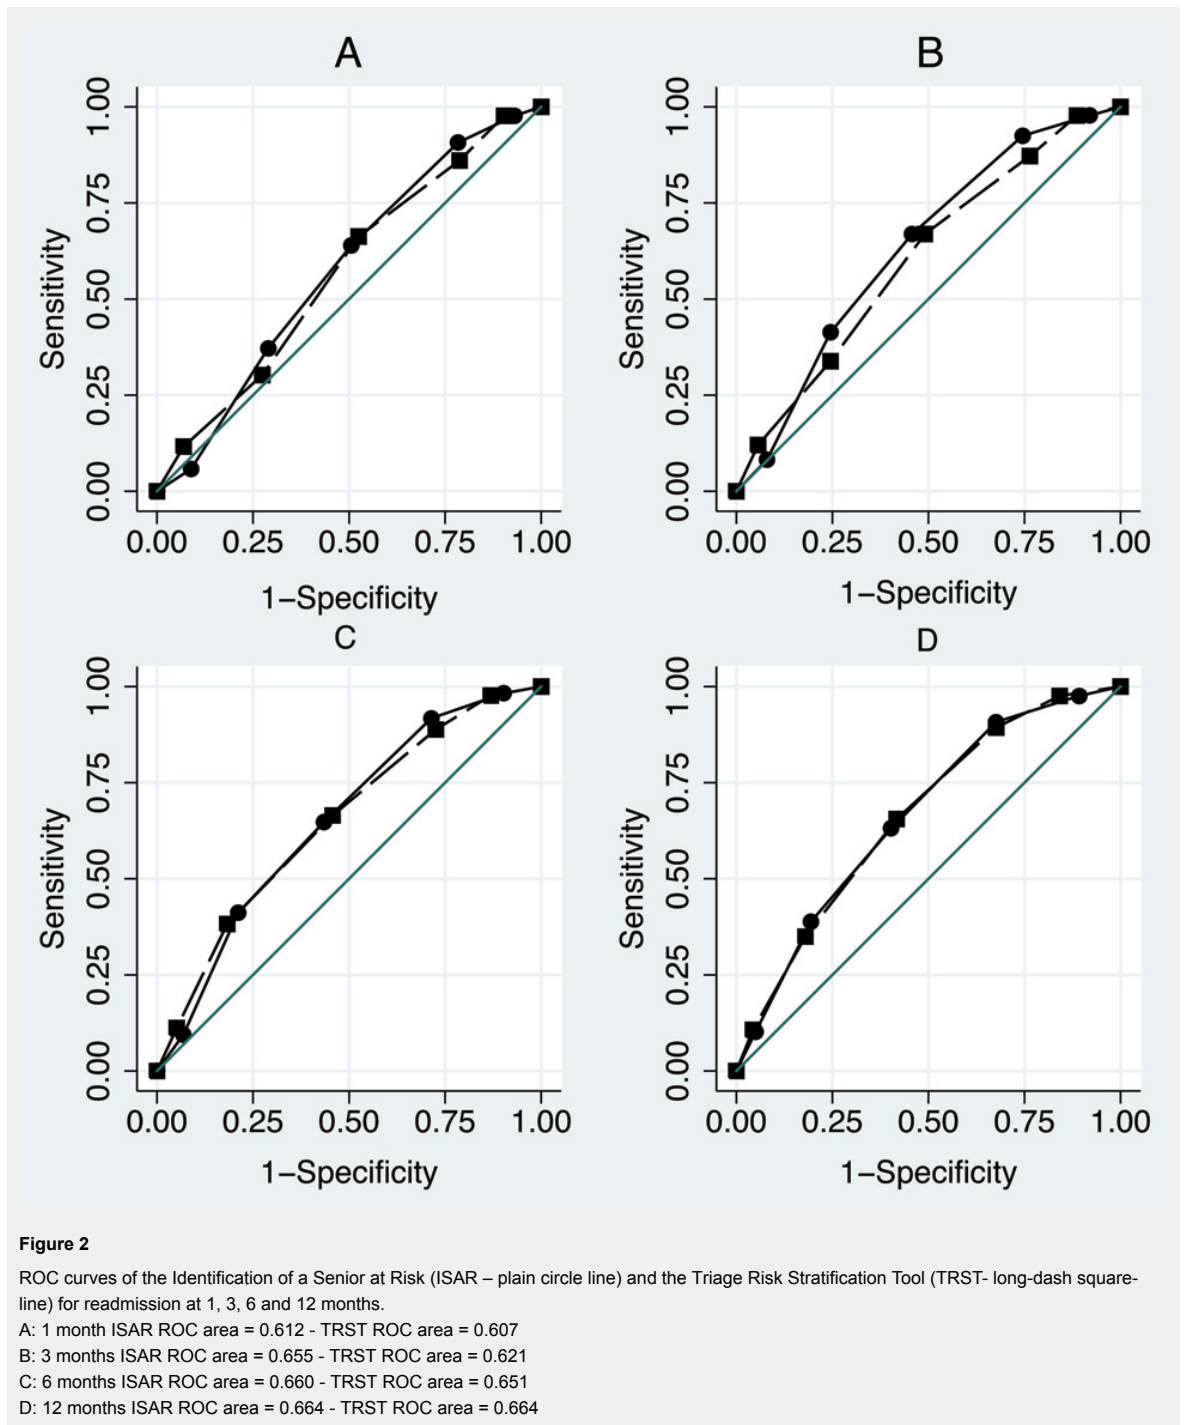 A
Sensitivity
1.00
0.75
0.50
0.25
0.00
0.00 0.25 0.50 0.75 1.00
1–Specificity
B
Sensitivity
1.00
0.75
0.50
0.25
0.00
0.00 0.25 0.50 0.75 1.00
1–Specificity
C
Sensitivity
1.00
0.75
0.50
0.25
0.00
0.00 0.25 0.50 0.75 1.00
1–Specificity
D
Sensitivity
1.00
0.75
0.50
0.25
0.00
0.00 0.25 0.50 0.75 1.00
1–Specificity
Figure 2
ROC curves of the Identification of a Senior at Risk (ISAR – plain circle line) and the Triage Risk Stratification Tool (TRST- long-dash square-
line) for readmission at 1, 3, 6 and 12 months.
A: 1 month ISAR ROC area = 0.612 - TRST ROC area = 0.607
B: 3 months ISAR ROC area = 0.655 - TRST ROC area = 0.621
C: 6 months ISAR ROC area = 0.660 - TRST ROC area = 0.651
D: 12 months ISAR ROC area = 0.664 - TRST ROC area = 0.664